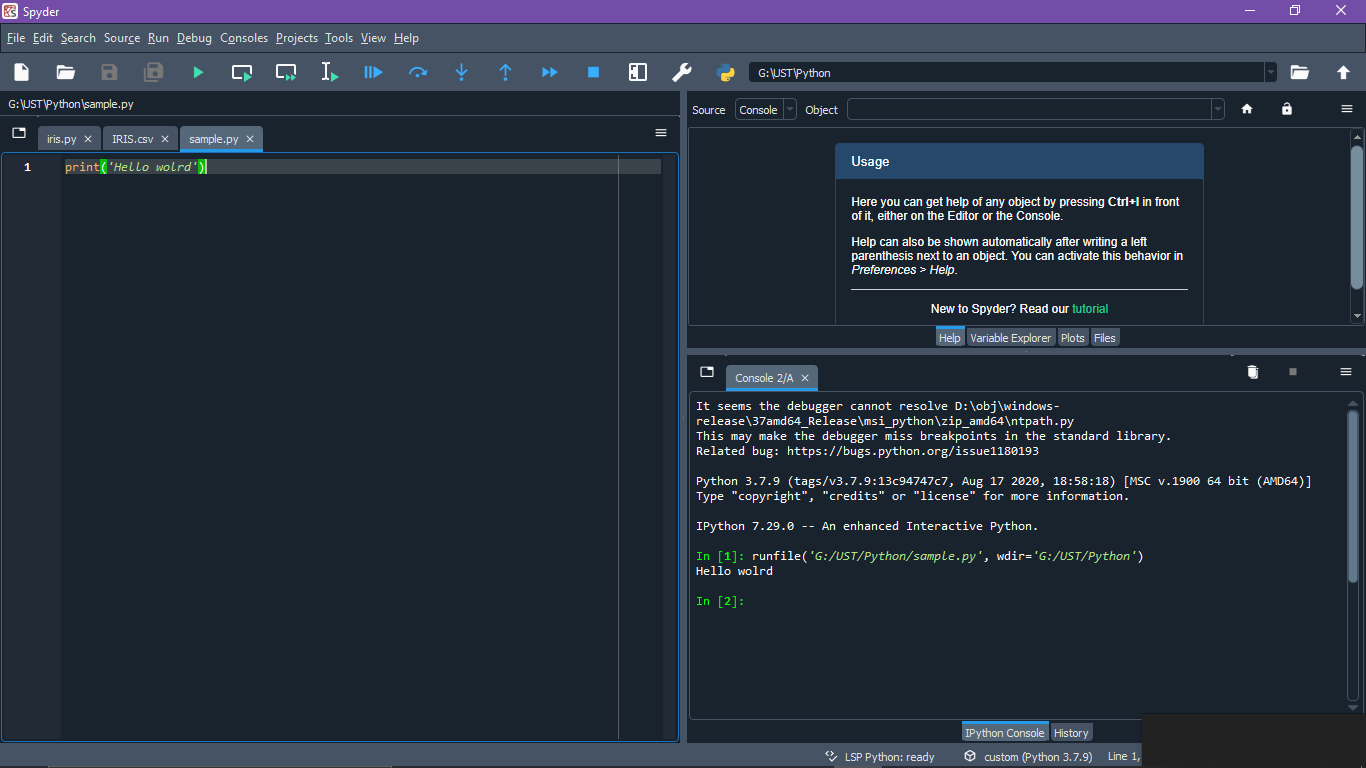 Spyder
File Edit Search Source Run Debug Consoles Projects Tools View Help
G:\UST\Python
G:\UST\Python\sample.py
iris.py IRIS.csv sample.py
1 print('Hello wolrd')
Source Console Object
Usage
Here you can get help of any object by pressing Ctrl+I in front
of it, either on the Editor or the Console.
Help can also be shown automatically after writing a left
parenthesis next to an object. You can activate this behavior in
Preferences > Help.
New to Spyder? Read our tutorial
Help Variable Explorer Plots Files
Console 2/A
It seems the debugger cannot resolve D:\obj\windows-
release\37amd64_Release\msi_python\zip_amd64\ntpath.py
This may make the debugger miss breakpoints in the standard library.
Related bug: https://bugs.python.org/issue1180193
Python 3.7.9 (tags/v3.7.9:13c94747c7, Aug 17 2020, 18:58:18) [MSC v.1900 64 bit (AMD64)]
Type "copyright", "credits" or "license" for more information.
IPython 7.29.0 -- An enhanced Interactive Python.
In [1]: runfile('G:/UST/Python/sample.py', wdir='G:/UST/Python')
Hello wolrd
In [2]:
IPython Console History
LSP Python: ready custom (Python 3.7.9) Line 1,